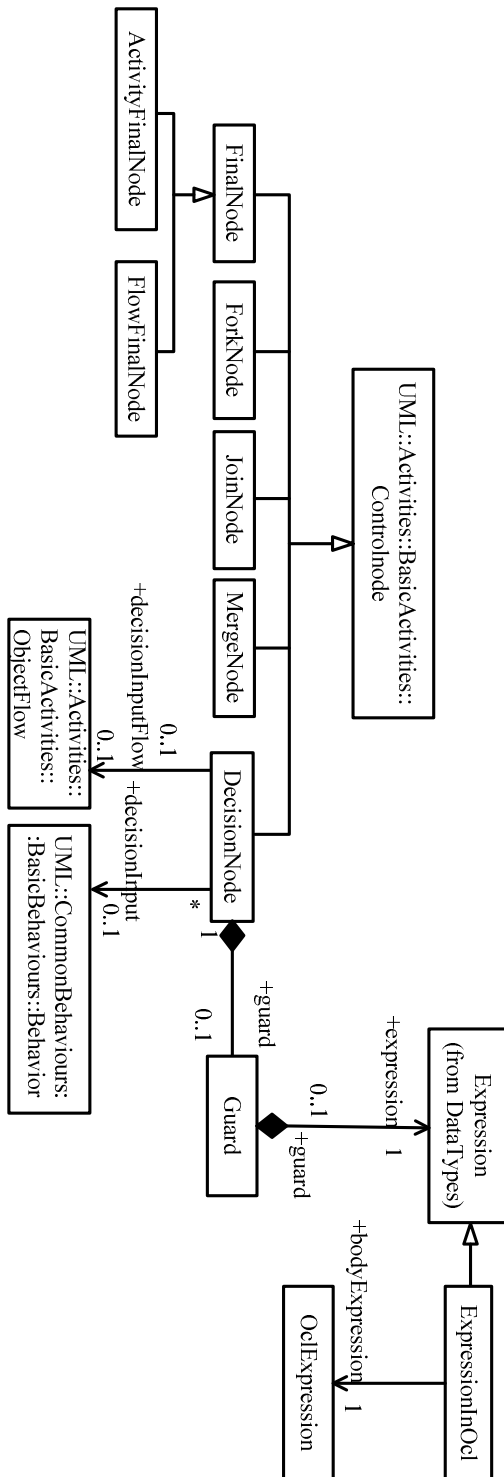 UML::Activities::BasicActivities::
Controlnode
Expression
(from DataTypes)
ExpressionInOcl
+expression
1
+bodyExpression
1
0..1
+guard
OclExpression
FinalNode
ForkNode
JoinNode
MergeNode
DecisionNode
1
+guard
0..1
Guard
ActivityFinalNode
FlowFinalNode
0..1
+decisionInputFlow
0..1
*
+decisionInput
0..1
UML::Activities::
BasicActivities::
ObjectFlow
UML::CommonBehaviours:
:BasicBehaviours::Behavior